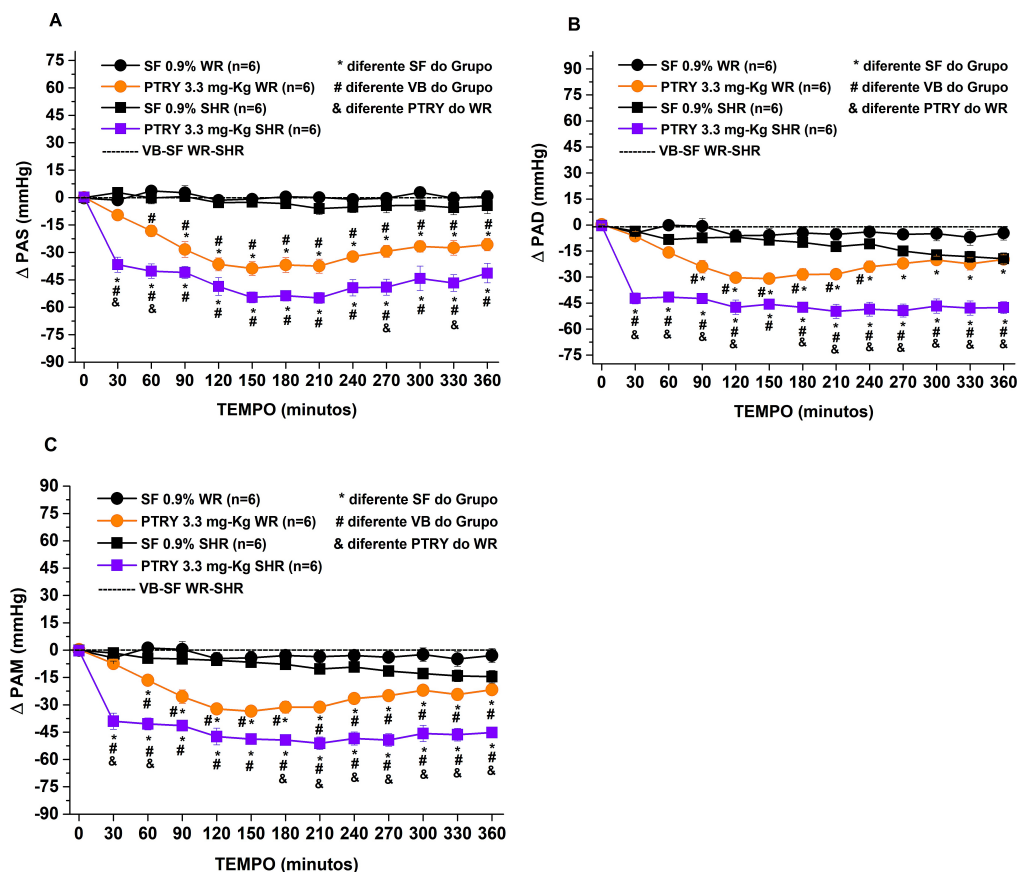 A
75
60
45
30
15
0
-15
-30
-45
-60
-75
-90
Δ PAS (mmHg)
SF 0.9% WR (n=6)
PTRY 3.3 mg-Kg WR (n=6)
SF 0.9% SHR (n=6)
PTRY 3.3 mg-Kg SHR (n=6)
VB-SF WR-SHR
* diferente SF do Grupo
# diferente VB do Grupo
& diferente PTRY do WR
0 30 60 90 120 150 180 210 240 270 300 330 360
TEMPO (minutos)
B
90
75
60
45
30
15
0
-15
-30
-45
-60
-75
Δ PAD (mmHg)
SF 0.9% WR (n=6)
PTRY 3.3 mg-Kg WR (n=6)
SF 0.9% SHR (n=6)
PTRY 3.3 mg-Kg SHR (n=6)
VB-SF WR-SHR
* diferente SF do Grupo
# diferente VB do Grupo
& diferente PTRY do WR
0 30 60 90 120 150 180 210 240 270 300 330 360
TEMPO (minutos)
C
90
75
60
45
30
15
0
-15
-30
-45
-60
-75
-90
Δ PAM (mmHg)
SF 0.9% WR (n=6)
PTRY 3.3 mg-Kg WR (n=6)
SF 0.9% SHR (n=6)
PTRY 3.3 mg-Kg SHR (n=6)
VB-SF WR-SHR
* diferente SF do Grupo
# diferente VB do Grupo
& diferente PTRY do WR
0 30 60 90 120 150 180 210 240 270 300 330 360
TEMPO (minutos)